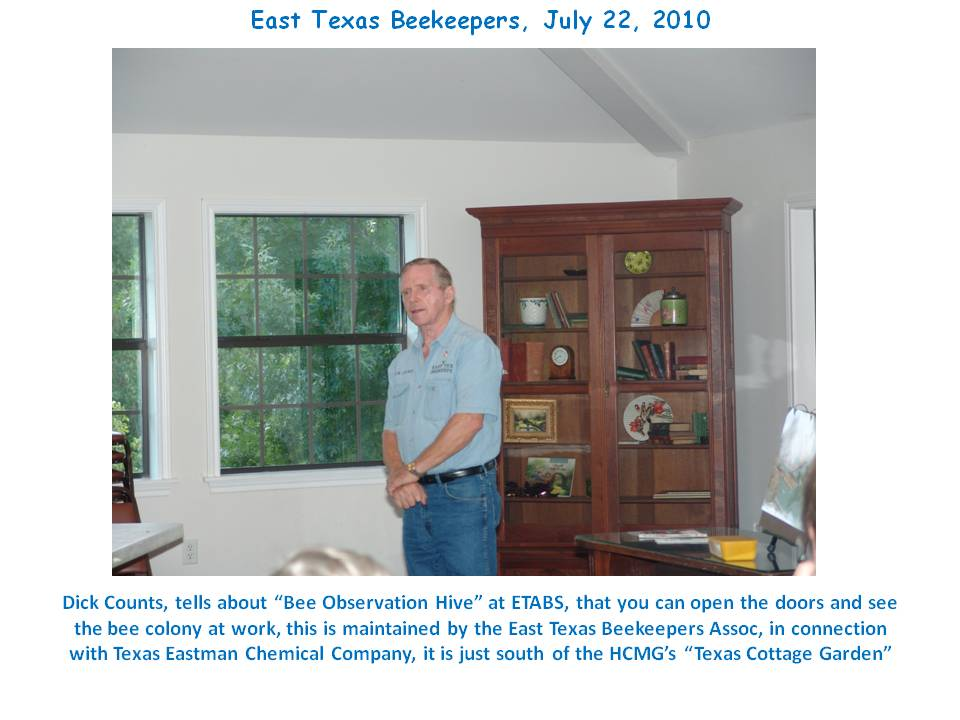 East Texas Beekeepers, July 22, 2010
EAST TEX
Dick Counts, tells about “Bee Observation Hive” at ETABS, that you can open the doors and see
the bee colony at work, this is maintained by the East Texas Beekeepers Assoc, in connection
with Texas Eastman Chemical Company, it is just south of the HCMG’s “Texas Cottage Garden”